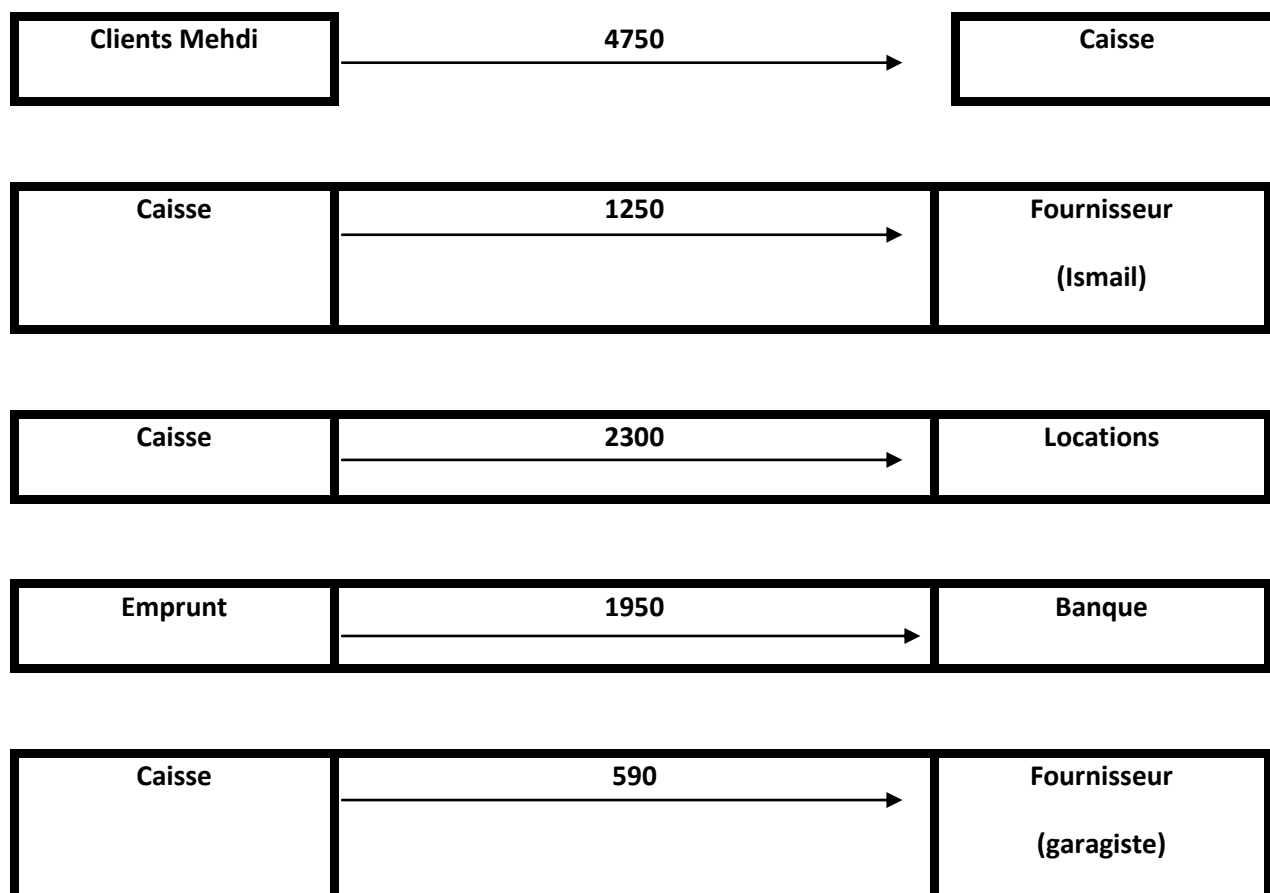 Clients Mehdi 4750 Caisse
Caisse 1250 Fournisseur
(Ismail)
Caisse 2300 Locations
Emprunt 1950 Banque
Caisse 590 Fournisseur
(garagiste)